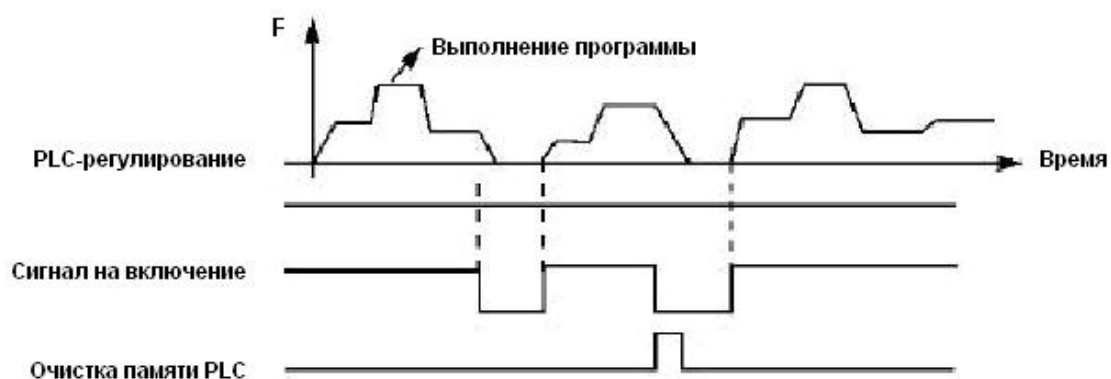 F
Выполнение программы
PLC-регулирование
Время
Сигнал на включение
Очистка памяти PLC